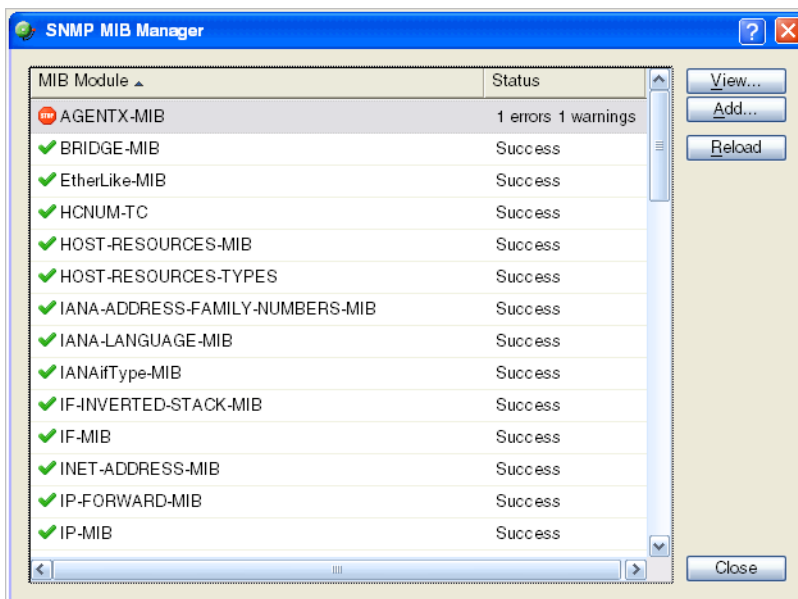 SNMP MIB Manager
MIB Module Status
AGENTX-MIB 1 errors 1 warnings
BRIDGE-MIB Success
EtherLike-MIB Success
HCNUM-TC Success
HOST-RESOURCES-MIB Success
HOST-RESOURCES-TYPES Success
IANA-ADDRESS-FAMILY-NUMBERS-MIB Success
IANA-LANGUAGE-MIB Success
IANAifType-MIB Success
IF-INVERTED-STACK-MIB Success
IF-MIB Success
INET-ADDRESS-MIB Success
IP-FORWARD-MIB Success
IP-MIB Success
View...
Add...
Reload
Close